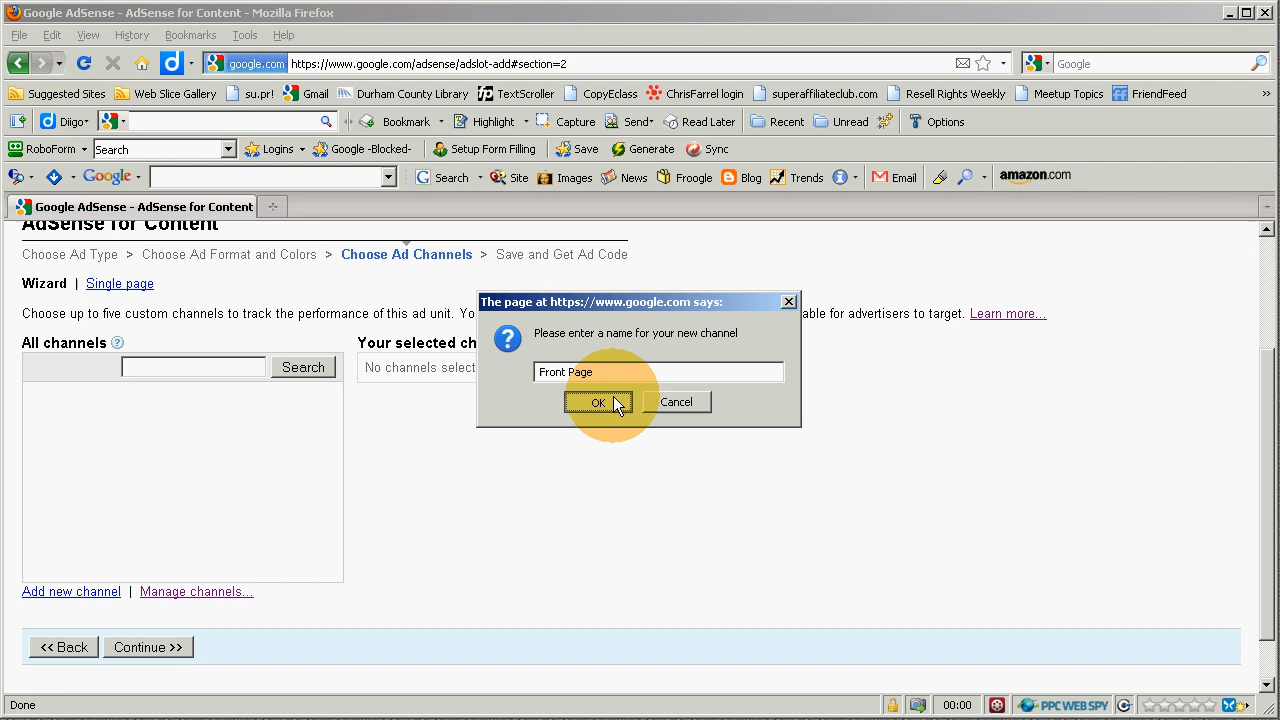 Google AdSense - AdSense for Content - Mozilla Firefox
File Edit View History Bookmarks Tools Help
google.com https://www.google.com/adsense/adslot-add#section=2 Google
Suggested Sites Web Slice Gallery su.pr! Gmail Durham County Library TextScroller CopyEclass ChrisFarrel login superaffiliateclub.com Resell Rights Weekly Meetup Topics FriendFeed »
Diigo Bookmark Highlight Capture Send Read Later Recent Unread Options
RoboForm Search Logins Google -Blocked- Setup Form Filling Save Generate Sync
Google Search Site Images News Froogle Blog Trends Email amazon.com
Google AdSense - AdSense for Content
AdSense for Content
Choose Ad Type > Choose Ad Format and Colors > Choose Ad Channels > Save and Get Ad Code
Wizard | Single page
The page at https://www.google.com says:
Choose up to five custom channels to track the performance of this ad unit. Yo able for advertisers to target. Learn more...
Please enter a name for your new channel
All channels ? Your selected ch
Search No channels select
Front Page
OK Cancel
Add new channel | Manage channels...
<< Back Continue >>
Done 00:00 PPC WEB SPY